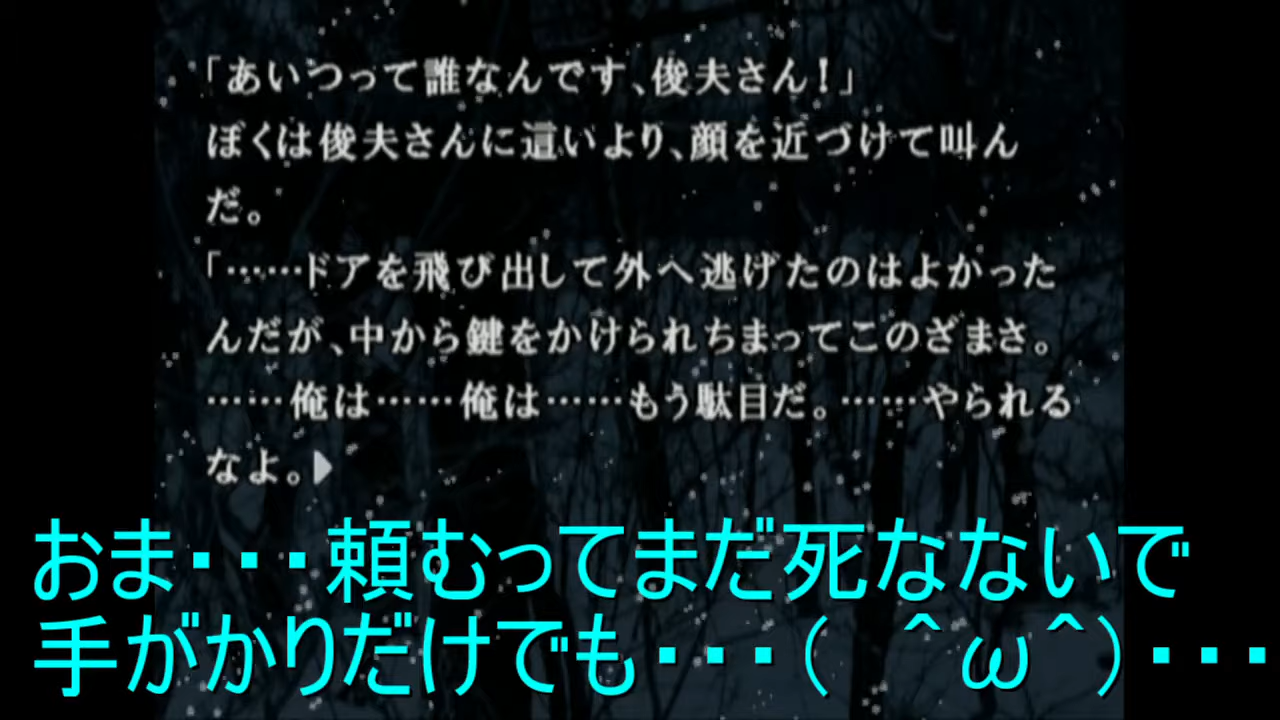 「あいつって誰なんです、俊夫さん！」
ぼくは俊夫さんに這いより、顔を近づけて叫ん
だ。
「……ドアを飛び出して外へ逃げたのはよかった
んだが、中から鍵をかけられちまってこのざまさ。
……俺は……俺は……もう駄目だ。……やられる
なよ。
おま・・・頼むってまだ死なないで
手がかりだけでも・・・（　＾ω＾）・・・